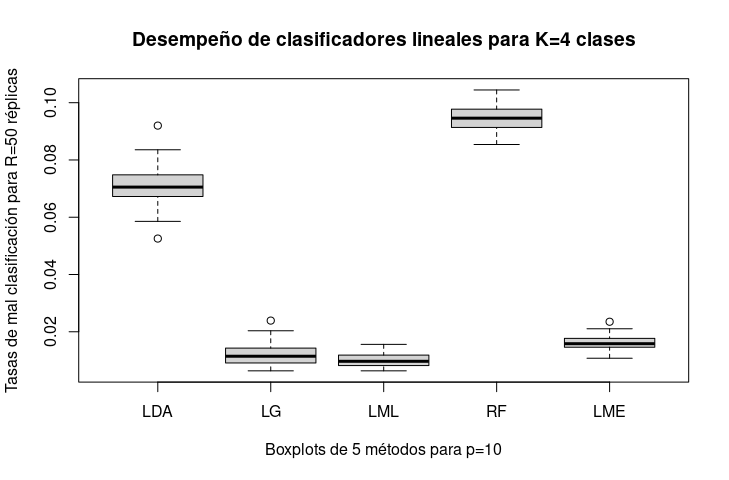 Desempeño de clasificadores lineales para K=4 clases
Tasas de mal clasificación para R=50 réplicas
0.10
0.08
0.06
0.04
0.02
LDA LG LML RF LME
Boxplots de 5 métodos para p=10